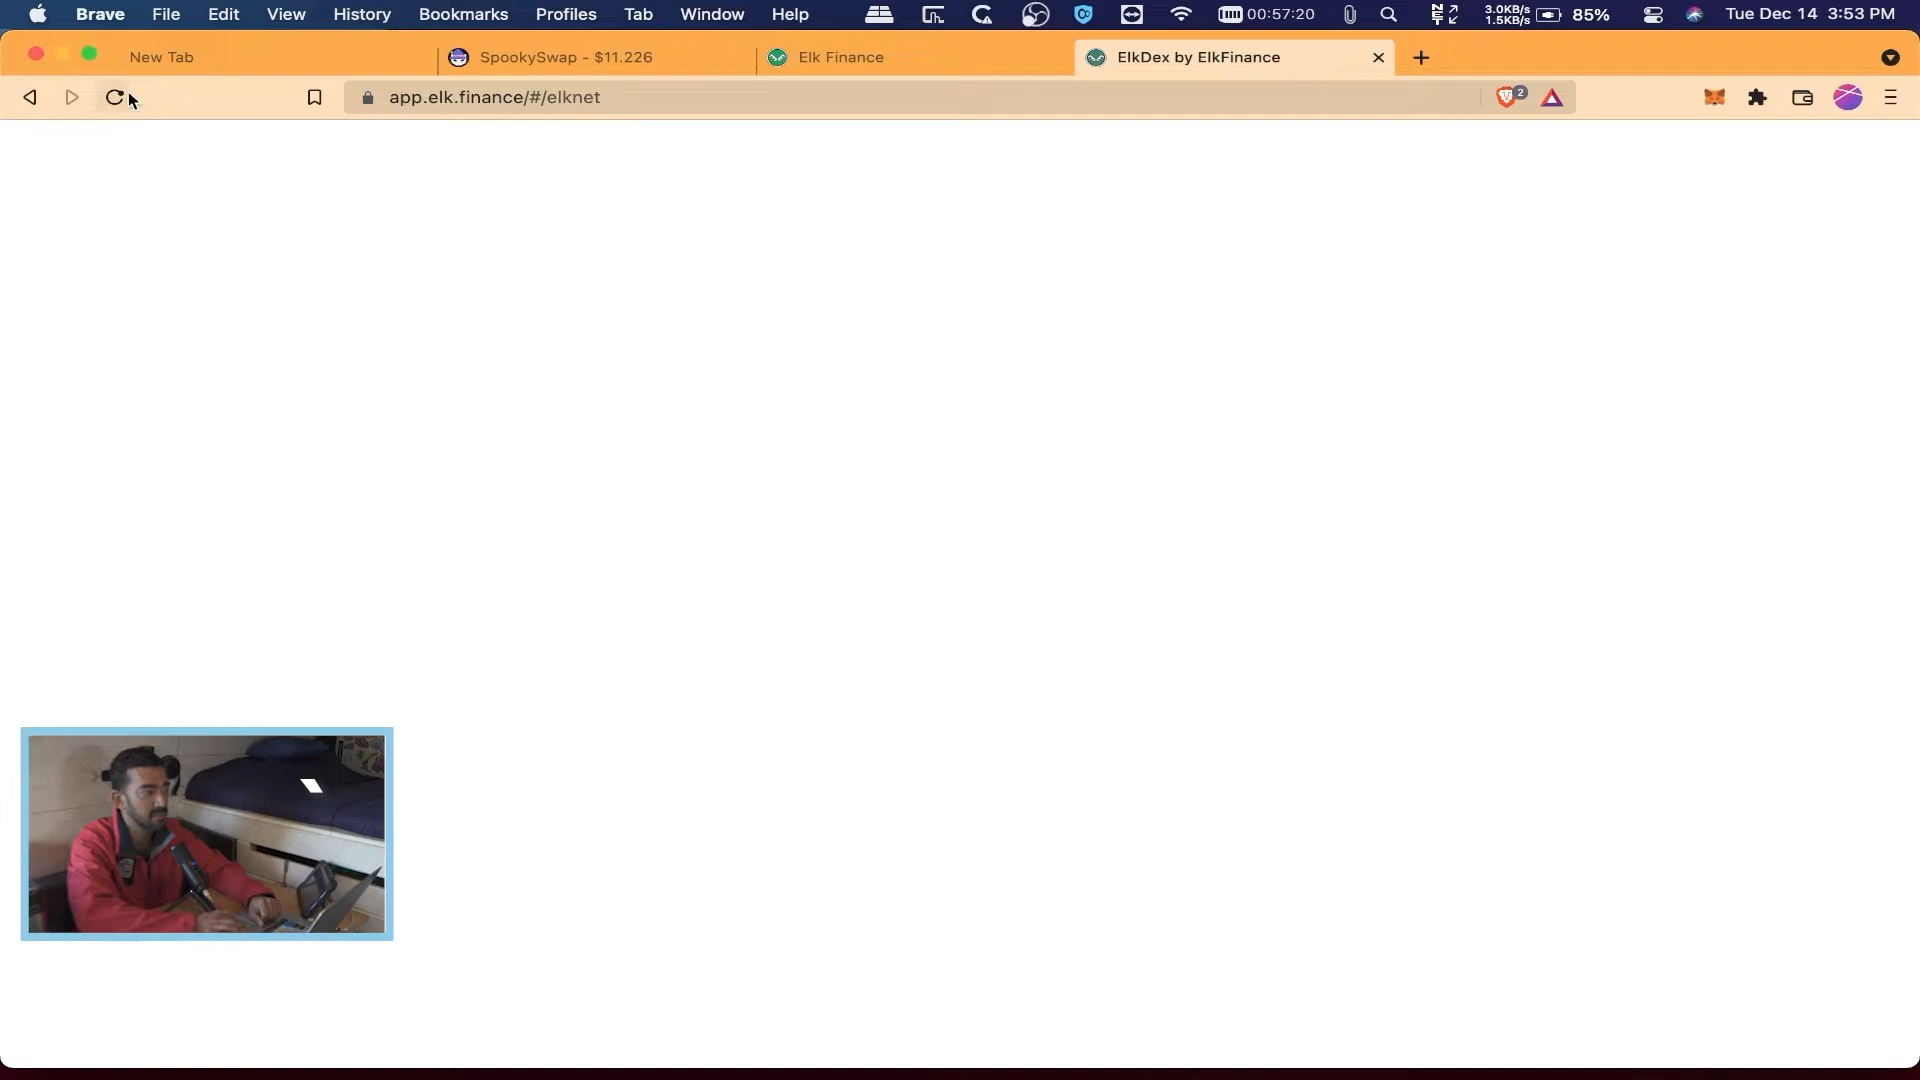 Brave File Edit View History Bookmarks Profiles Tab Window Help 00:57:20 3.0KB/s 1.5KB/s 85% Tue Dec 14 3:53 PM
New Tab SpookySwap - $11.226 Elk Finance ElkDex by ElkFinance
app.elk.finance/#/elknet 2